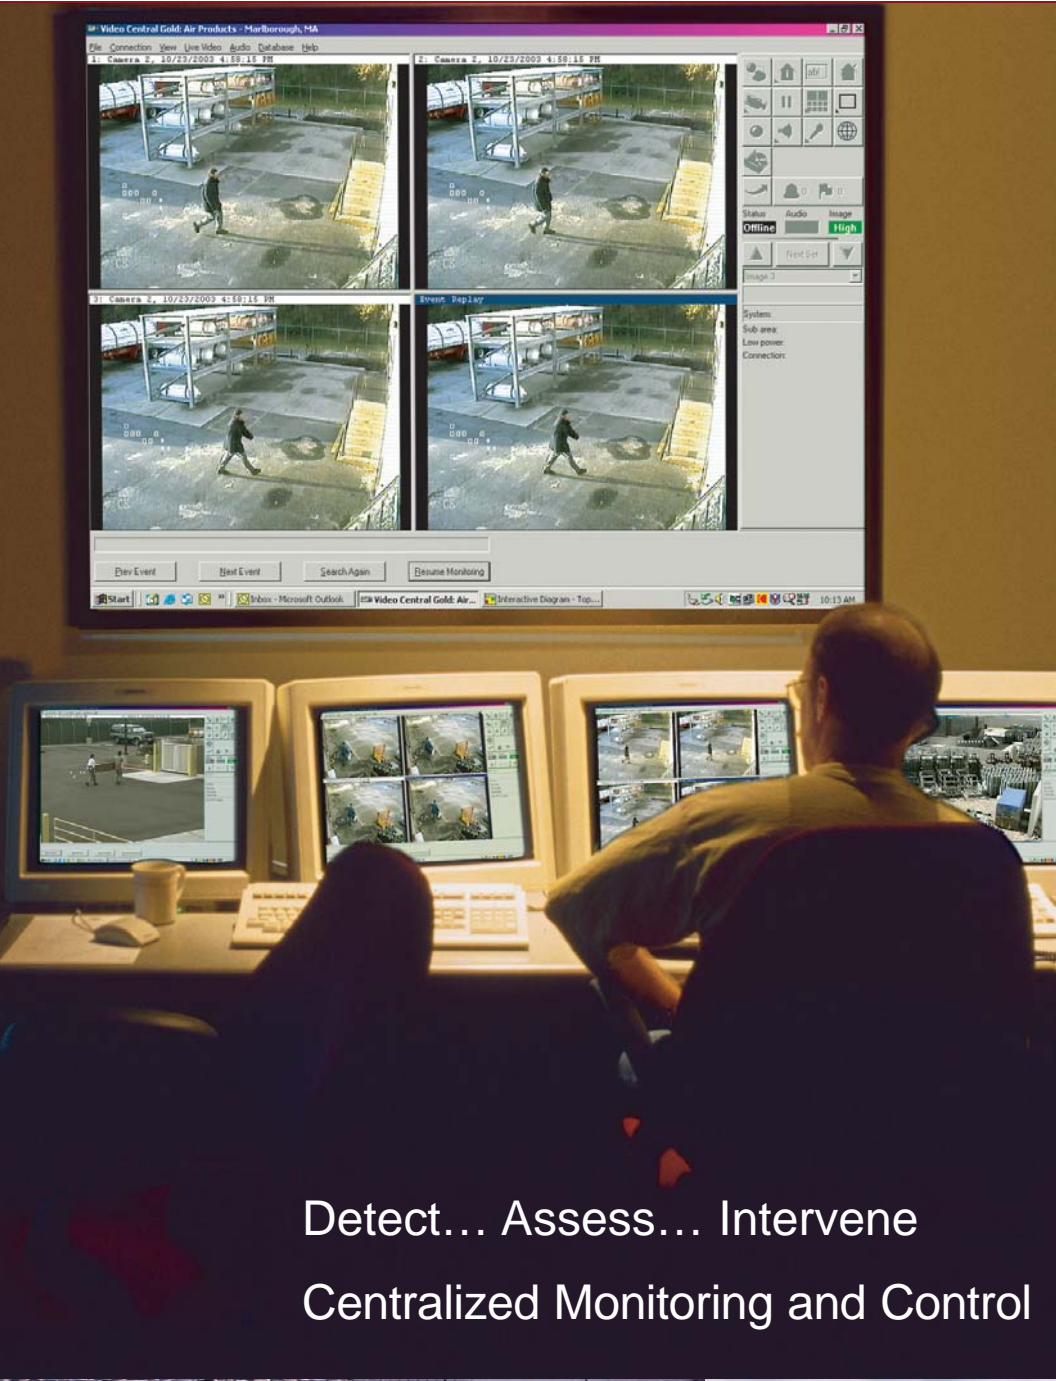 Video Central Gold: Air Products - Marlborough, MA
File Connection View Live Video Audio Database Help
1: Camera 2, 10/23/2003 4:58:15 PM
2: Camera 2, 10/23/2003 4:58:15 PM
abl
0 0
Status Audio Image
Offline High
Next Set
Image 3
3: Camera 2, 10/23/2003 4:58:15 PM
Event Replay
System:
Sub area:
Low power:
Connection:
Prev Event Next Event Search Again Resume Monitoring
Start Inbox - Microsoft Outlook Video Central Gold: Air... Interactive Diagram - Top... 10:13 AM
Detect… Assess… Intervene
Centralized Monitoring and Control